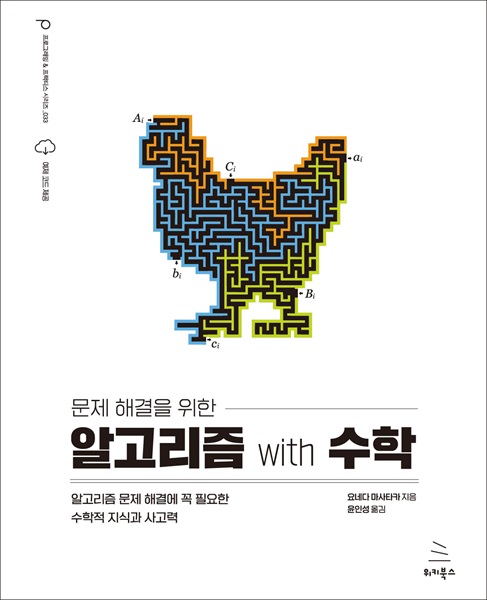 프로그래밍 & 프랙티스 시리즈_033
예제 코드 제공
Ai
Ci
ai
bi
Bi
ci
문제 해결을 위한
알고리즘 with 수학
알고리즘 문제 해결에 꼭 필요한
수학적 지식과 사고력
요네다 마사타카 지음
윤인성 옮김
위키북스